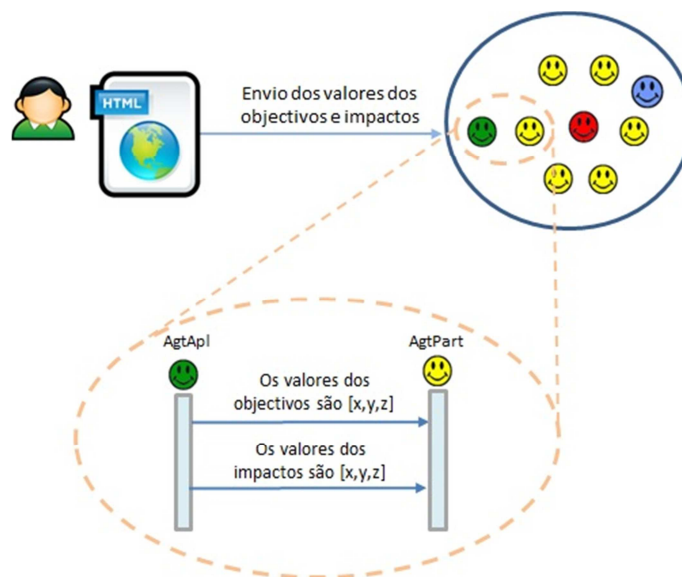 HTML
Envio dos valores dos
objectivos e impactos
AgtApl
AgtPart
Os valores dos
objectivos são [x,y,z]
Os valores dos
impactos são [x,y,z]